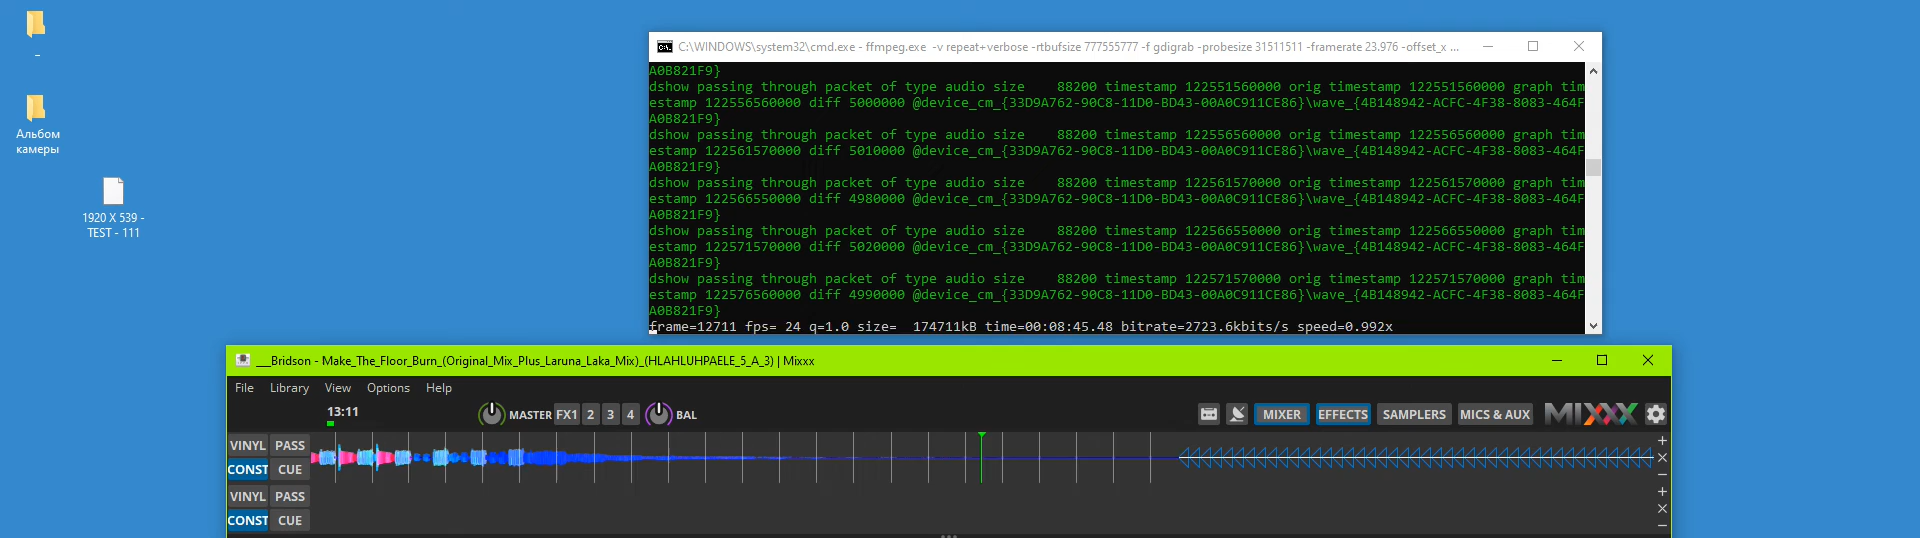 _
Альбом
камеры
1920 X 539 -
TEST - 111
C:\WINDOWS\system32\cmd.exe - ffmpeg.exe -v repeat+verbose -rtbufsize 777555777 -f gdigrab -probesize 31511511 -framerate 23.976 -offset_x ...
A0B821F9}
dshow passing through packet of type audio size    88200 timestamp 122551560000 orig timestamp 122551560000 graph tim
estamp 122556560000 diff 5000000 @device_cm_{33D9A762-90C8-11D0-BD43-00A0C911CE86}\wave_{4B148942-ACFC-4F38-8083-464F
A0B821F9}
dshow passing through packet of type audio size    88200 timestamp 122556560000 orig timestamp 122556560000 graph tim
estamp 122561570000 diff 5010000 @device_cm_{33D9A762-90C8-11D0-BD43-00A0C911CE86}\wave_{4B148942-ACFC-4F38-8083-464F
A0B821F9}
dshow passing through packet of type audio size    88200 timestamp 122561570000 orig timestamp 122561570000 graph tim
estamp 122566550000 diff 4980000 @device_cm_{33D9A762-90C8-11D0-BD43-00A0C911CE86}\wave_{4B148942-ACFC-4F38-8083-464F
A0B821F9}
dshow passing through packet of type audio size    88200 timestamp 122566550000 orig timestamp 122566550000 graph tim
estamp 122571570000 diff 5020000 @device_cm_{33D9A762-90C8-11D0-BD43-00A0C911CE86}\wave_{4B148942-ACFC-4F38-8083-464F
A0B821F9}
dshow passing through packet of type audio size    88200 timestamp 122571570000 orig timestamp 122571570000 graph tim
estamp 122576560000 diff 4990000 @device_cm_{33D9A762-90C8-11D0-BD43-00A0C911CE86}\wave_{4B148942-ACFC-4F38-8083-464F
A0B821F9}
frame=12711 fps= 24 q=1.0 size=  174711kB time=00:08:45.48 bitrate=2723.6kbits/s speed=0.992x
__Bridson - Make_The_Floor_Burn_(Original_Mix_Plus_Laruna_Laka_Mix)_(HLAHLUHPAELE_5_A_3) | Mixxx
File Library View Options Help
13:11 MASTER FX1 2 3 4 BAL MIXER EFFECTS SAMPLERS MICS & AUX MIXXX
VINYL PASS
CONST CUE
VINYL PASS
CONST CUE